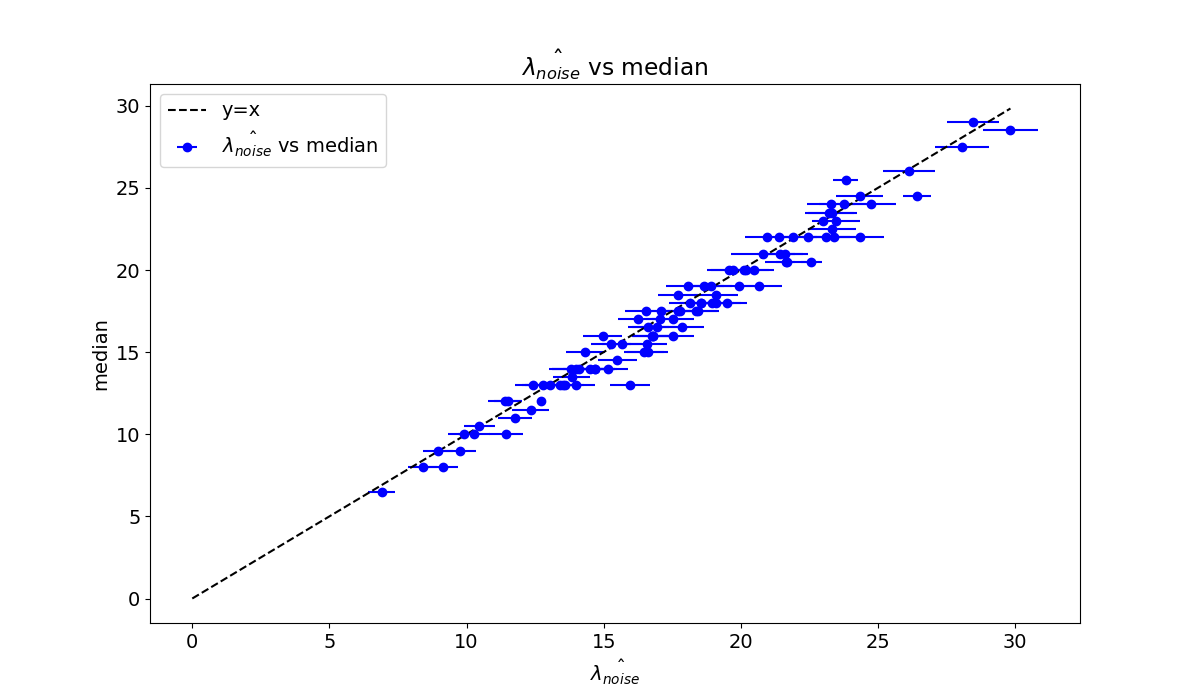 λ̂_noise vs median
y=x
λ̂_noise vs median
30
25
20
15
10
5
0
median
0 5 10 15 20 25 30
λ̂_noise